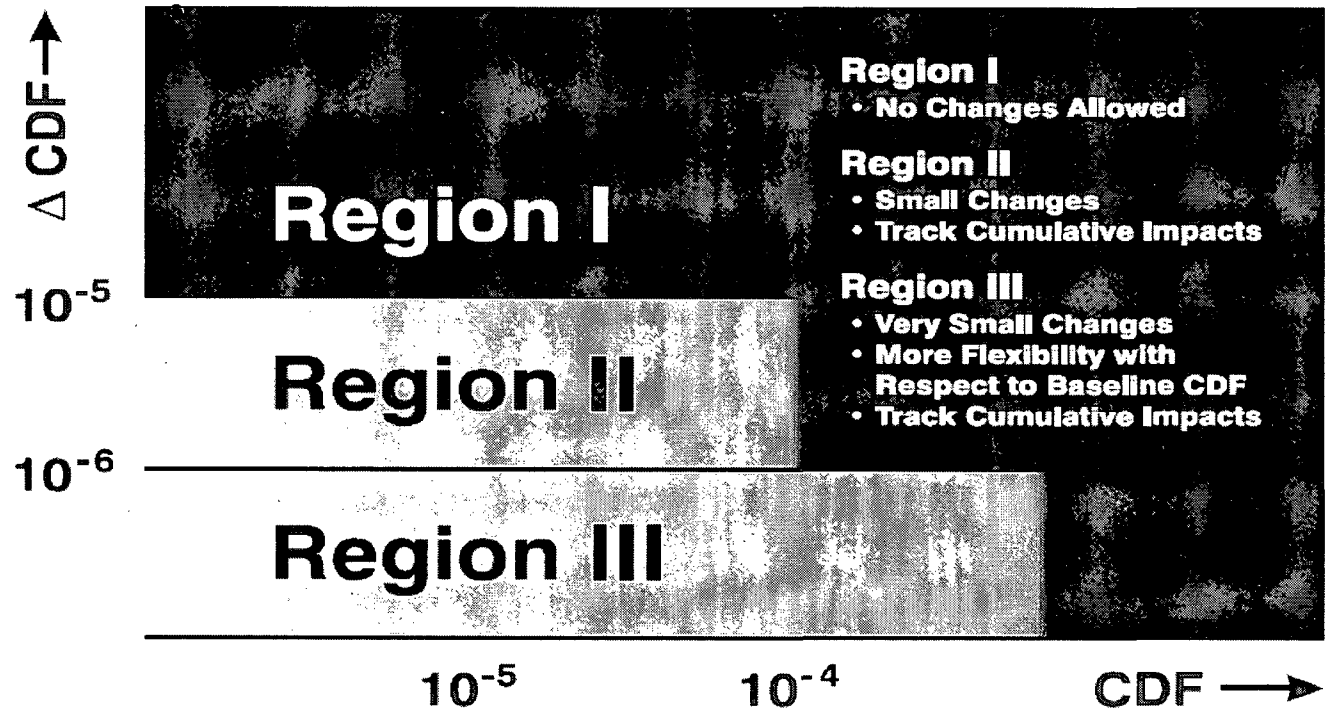 Δ CDF→
Region I
• No Changes Allowed
Region II
• Small Changes
• Track Cumulative Impacts
Region III
• Very Small Changes
• More Flexibility with
Respect to Baseline CDF
• Track Cumulative Impacts
Region I
10⁻⁵
Region II
10⁻⁶
Region III
10⁻⁵
10⁻⁴
CDF →